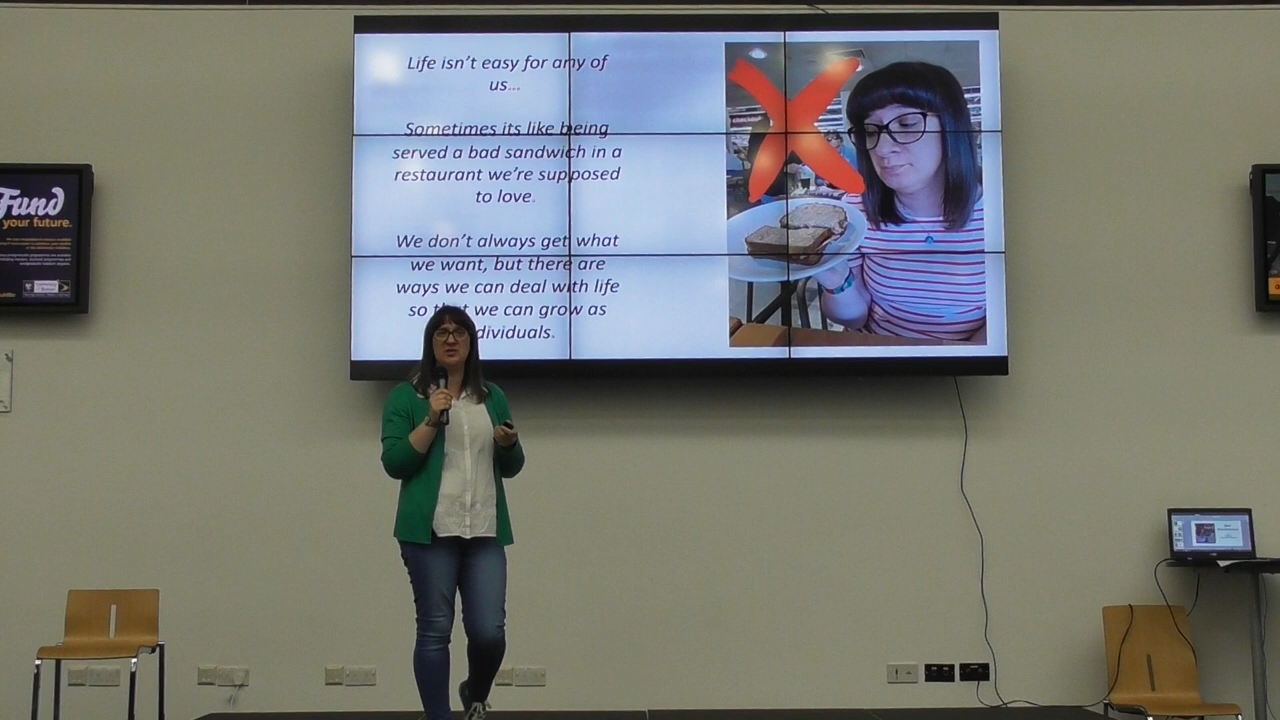 Life isn't easy for any of
us...
Sometimes its like being
served a bad sandwich in a
restaurant we're supposed
to love.
We don't always get what
we want, but there are
ways we can deal with life
so that we can grow as
dividuals.
Fund
your future.